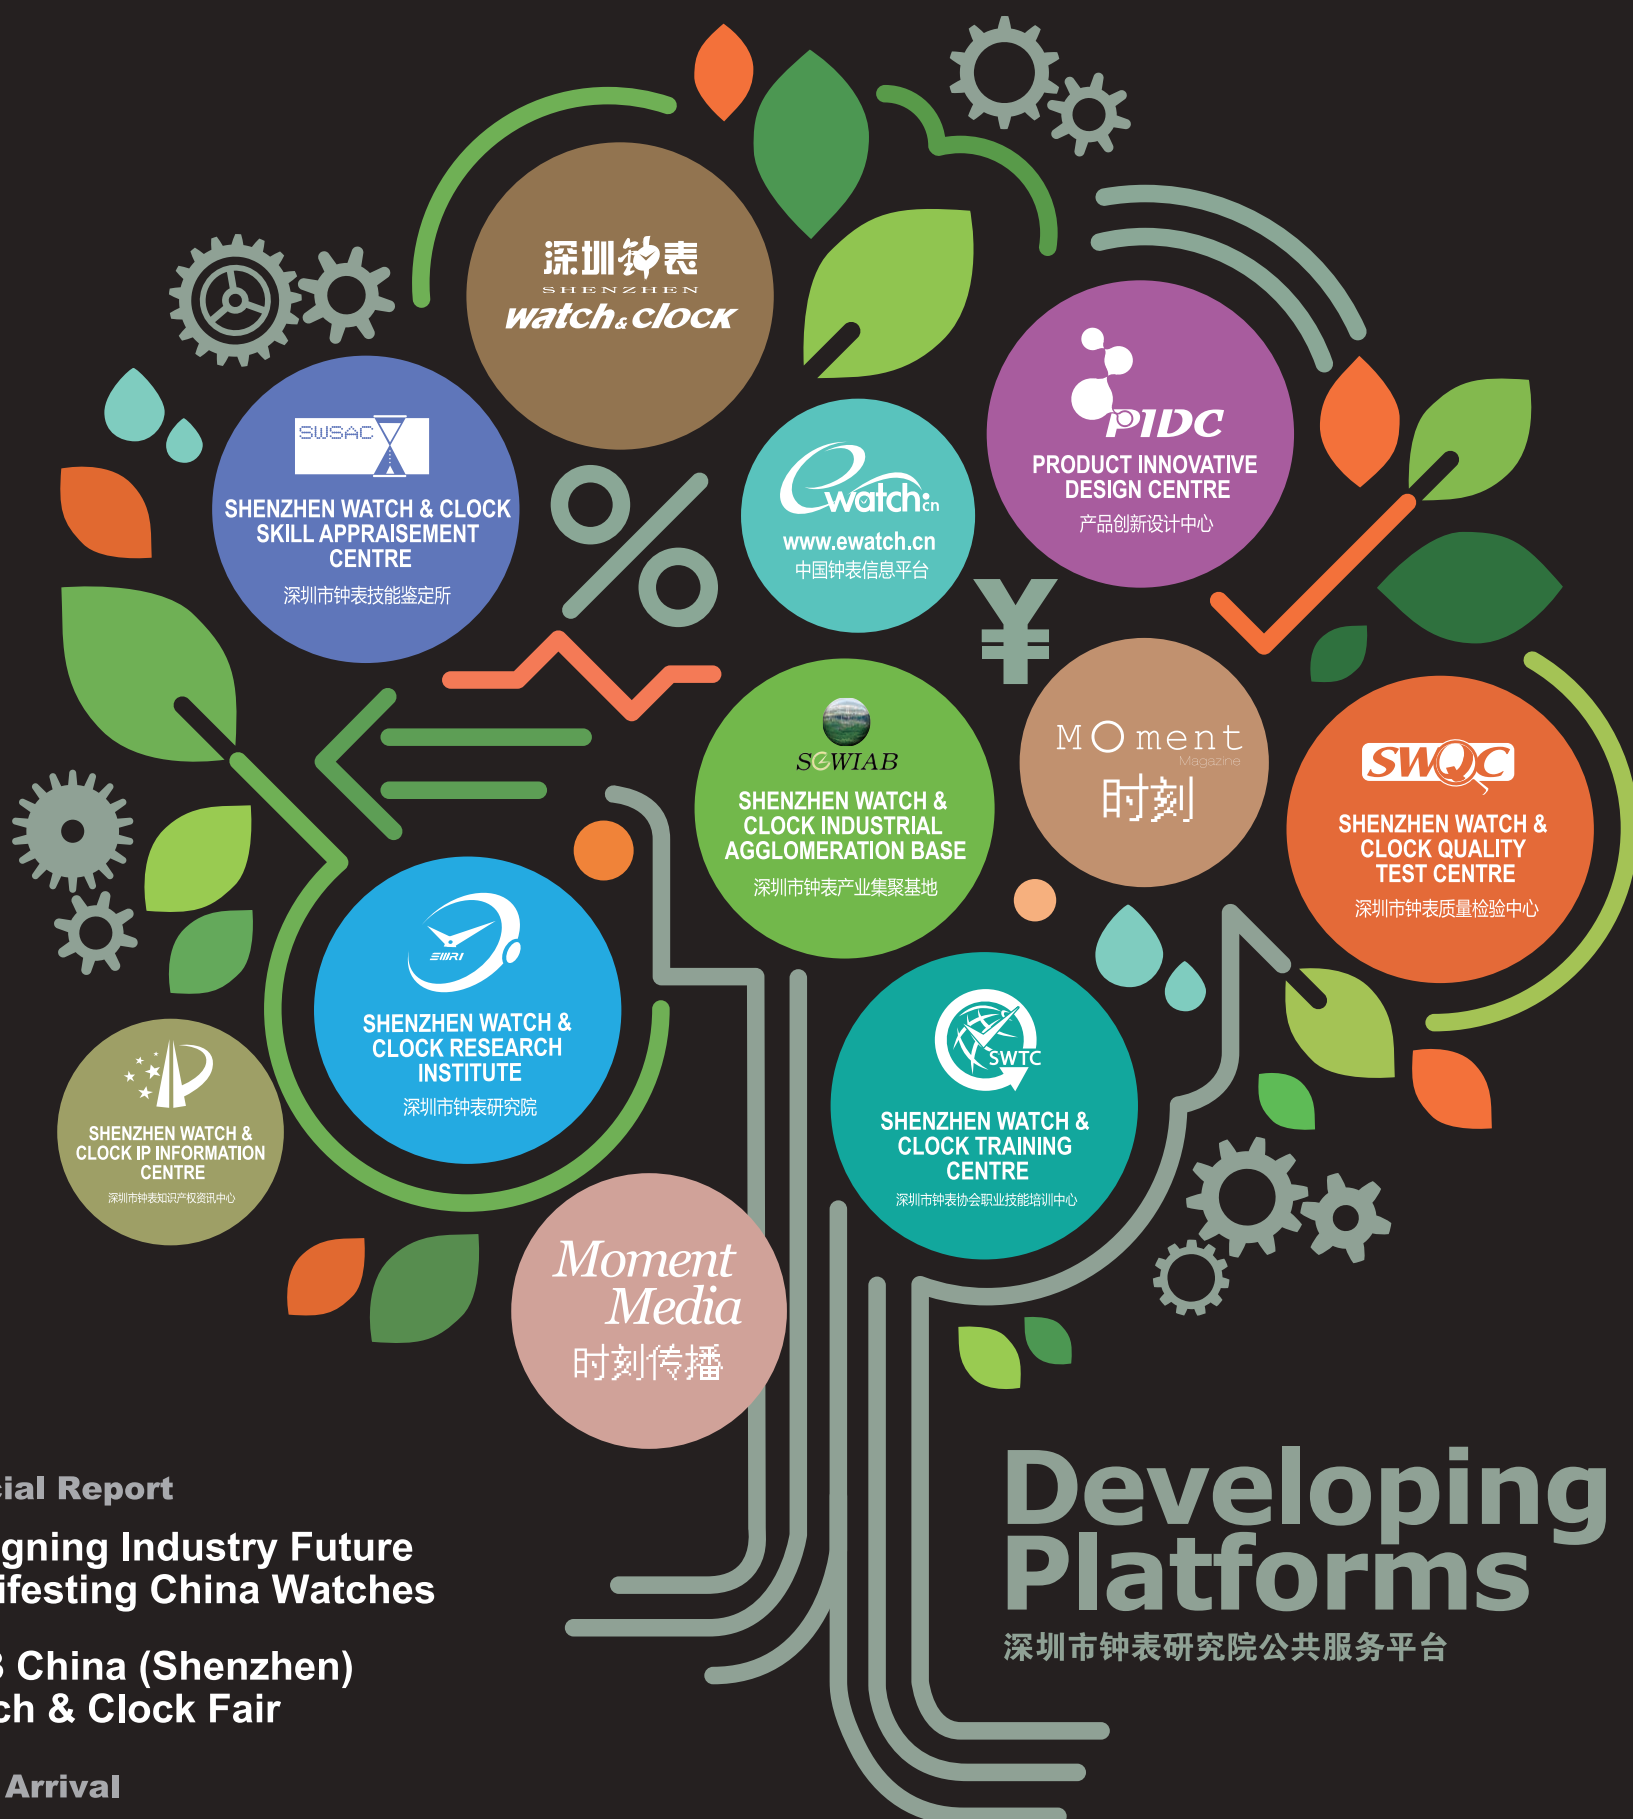 深圳钟表
SHENZHEN
watch & clock
SWSAC
SHENZHEN WATCH & CLOCK
SKILL APPRAISEMENT
CENTRE
深圳市钟表技能鉴定所
ewatch.cn
www.ewatch.cn
中国钟表信息平台
PIDC
PRODUCT INNOVATIVE
DESIGN CENTRE
产品创新设计中心
%
¥
SGWIAB
SHENZHEN WATCH &
CLOCK INDUSTRIAL
AGGLOMERATION BASE
深圳市钟表产业集聚基地
MOment
Magazine
时刻
SWQC
SHENZHEN WATCH &
CLOCK QUALITY
TEST CENTRE
深圳市钟表质量检验中心
SWRI
SHENZHEN WATCH &
CLOCK RESEARCH
INSTITUTE
深圳市钟表研究院
SWTC
SHENZHEN WATCH &
CLOCK TRAINING
CENTRE
深圳市钟表协会职业技能培训中心
IP
SHENZHEN WATCH &
CLOCK IP INFORMATION
CENTRE
深圳市钟表知识产权资讯中心
Moment
Media
时刻传播
Developing
Platforms
深圳市钟表研究院公共服务平台
cial Report
gning Industry Future
ifesting China Watches
3 China (Shenzhen)
ch & Clock Fair
Arrival